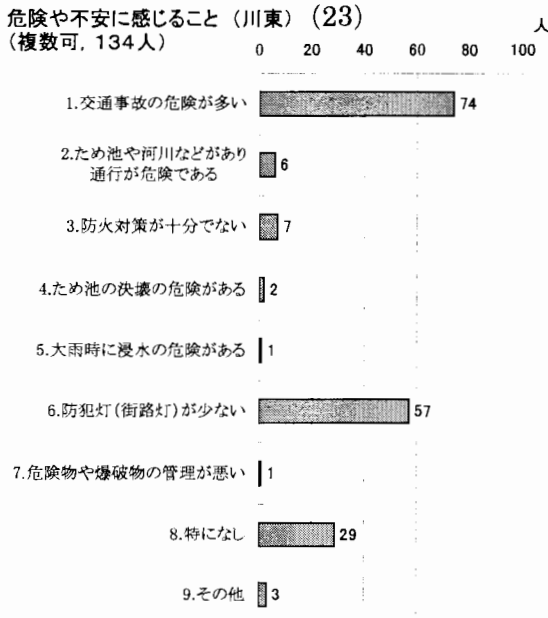 危険や不安に感じること（川東）(23)
（複数可，134人）
人
0 20 40 60 80 100
1.交通事故の危険が多い 74
2.ため池や河川などがあり
通行が危険である 6
3.防火対策が十分でない 7
4.ため池の決壊の危険がある 2
5.大雨時に浸水の危険がある 1
6.防犯灯（街路灯）が少ない 57
7.危険物や爆破物の管理が悪い 1
8.特になし 29
9.その他 3